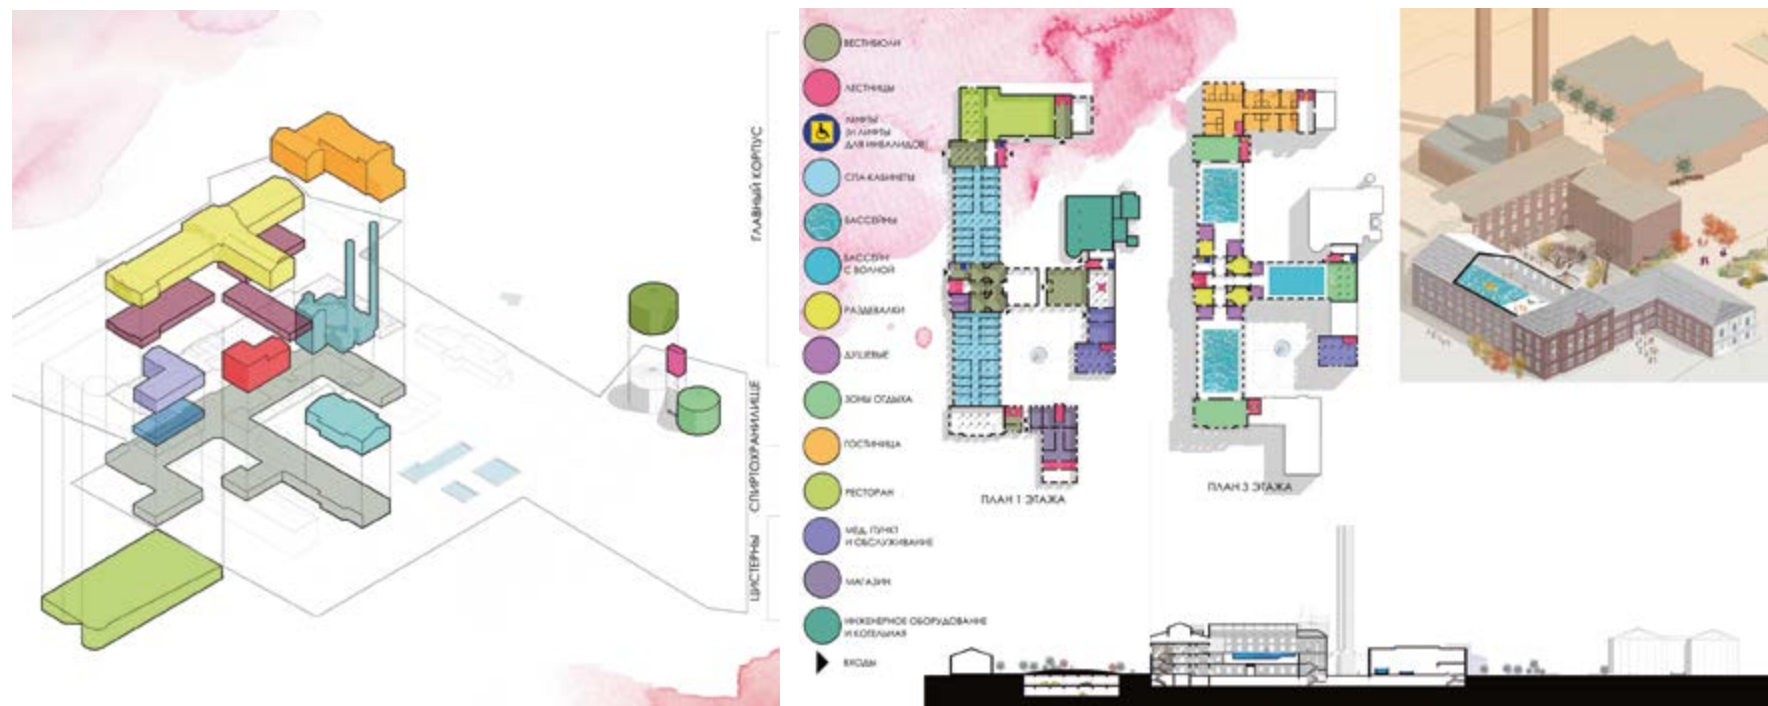 ГЛАВНЫЙ КОРПУС
СПИРТОХРАНИЛИЩЕ
ЦИСТЕРНЫ
ВЕСТИБЮЛИ
ЛЕСТНИЦЫ
ЛИФТЫ
ДЛЯ ИНВАЛИДОВ
СПА-КАБИНЕТЫ
БАССЕЙНЫ
БАССЕЙН
С ВОЛНОЙ
РАЗДЕВАЛКИ
ДУШЕВЫЕ
ЗОНЫ ОТДЫХА
ГОСТИНИЦА
РЕСТОРАН
МЕД. ПУНКТ
И ОБСЛУЖИВАНИЕ
МАГАЗИН
ИНЖЕНЕРНОЕ ОБОРУДОВАНИЕ
И КОТЕЛЬНАЯ
ВХОДЫ
ПЛАН 1 ЭТАЖА
ПЛАН 3 ЭТАЖА